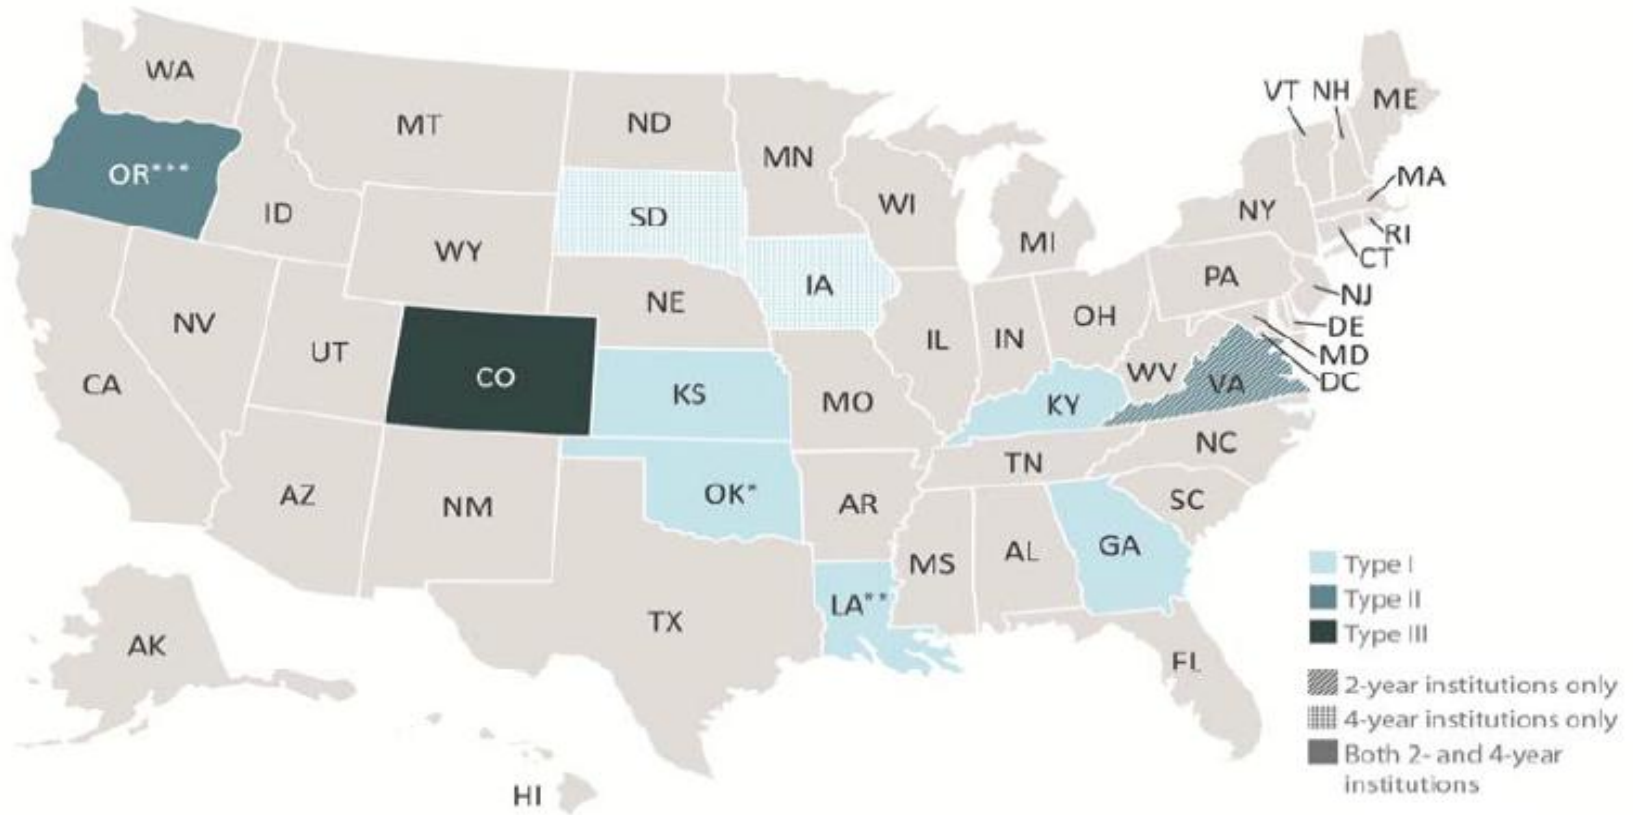 WA
MT
ND
MN
VT NH
ME
OR***
ID
SD
WI
MI
NY
MA
RI
CT
WY
IA
PA
NJ
NE
OH
DE
MD
DC
NV
UT
CO
IL
IN
WV
VA
CA
KS
MO
KY
NC
AZ
NM
OK*
AR
TN
SC
MS
AL
GA
LA**
TX
FL
AK
HI
Type I
Type II
Type III
2-year institutions only
4-year institutions only
Both 2- and 4-year
institutions